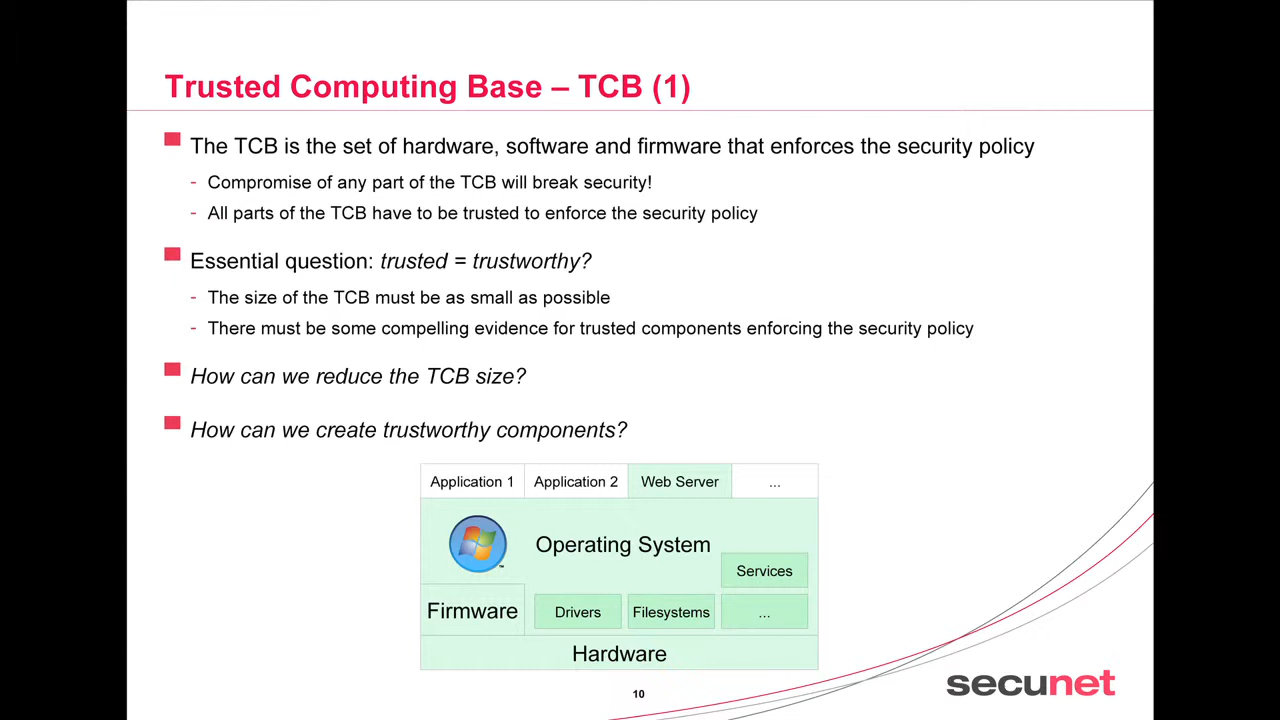 Trusted Computing Base – TCB (1)
The TCB is the set of hardware, software and firmware that enforces the security policy
- Compromise of any part of the TCB will break security!
- All parts of the TCB have to be trusted to enforce the security policy
Essential question: trusted = trustworthy?
- The size of the TCB must be as small as possible
- There must be some compelling evidence for trusted components enforcing the security policy
How can we reduce the TCB size?
How can we create trustworthy components?
Application 1
Application 2
Web Server
...
Operating System
™
Services
Firmware
Drivers
Filesystems
...
Hardware
10
secunet